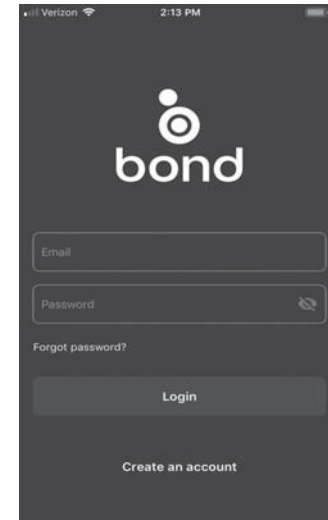 Verizon 2:13 PM
bond
Email
Password
Forgot password?
Login
Create an account